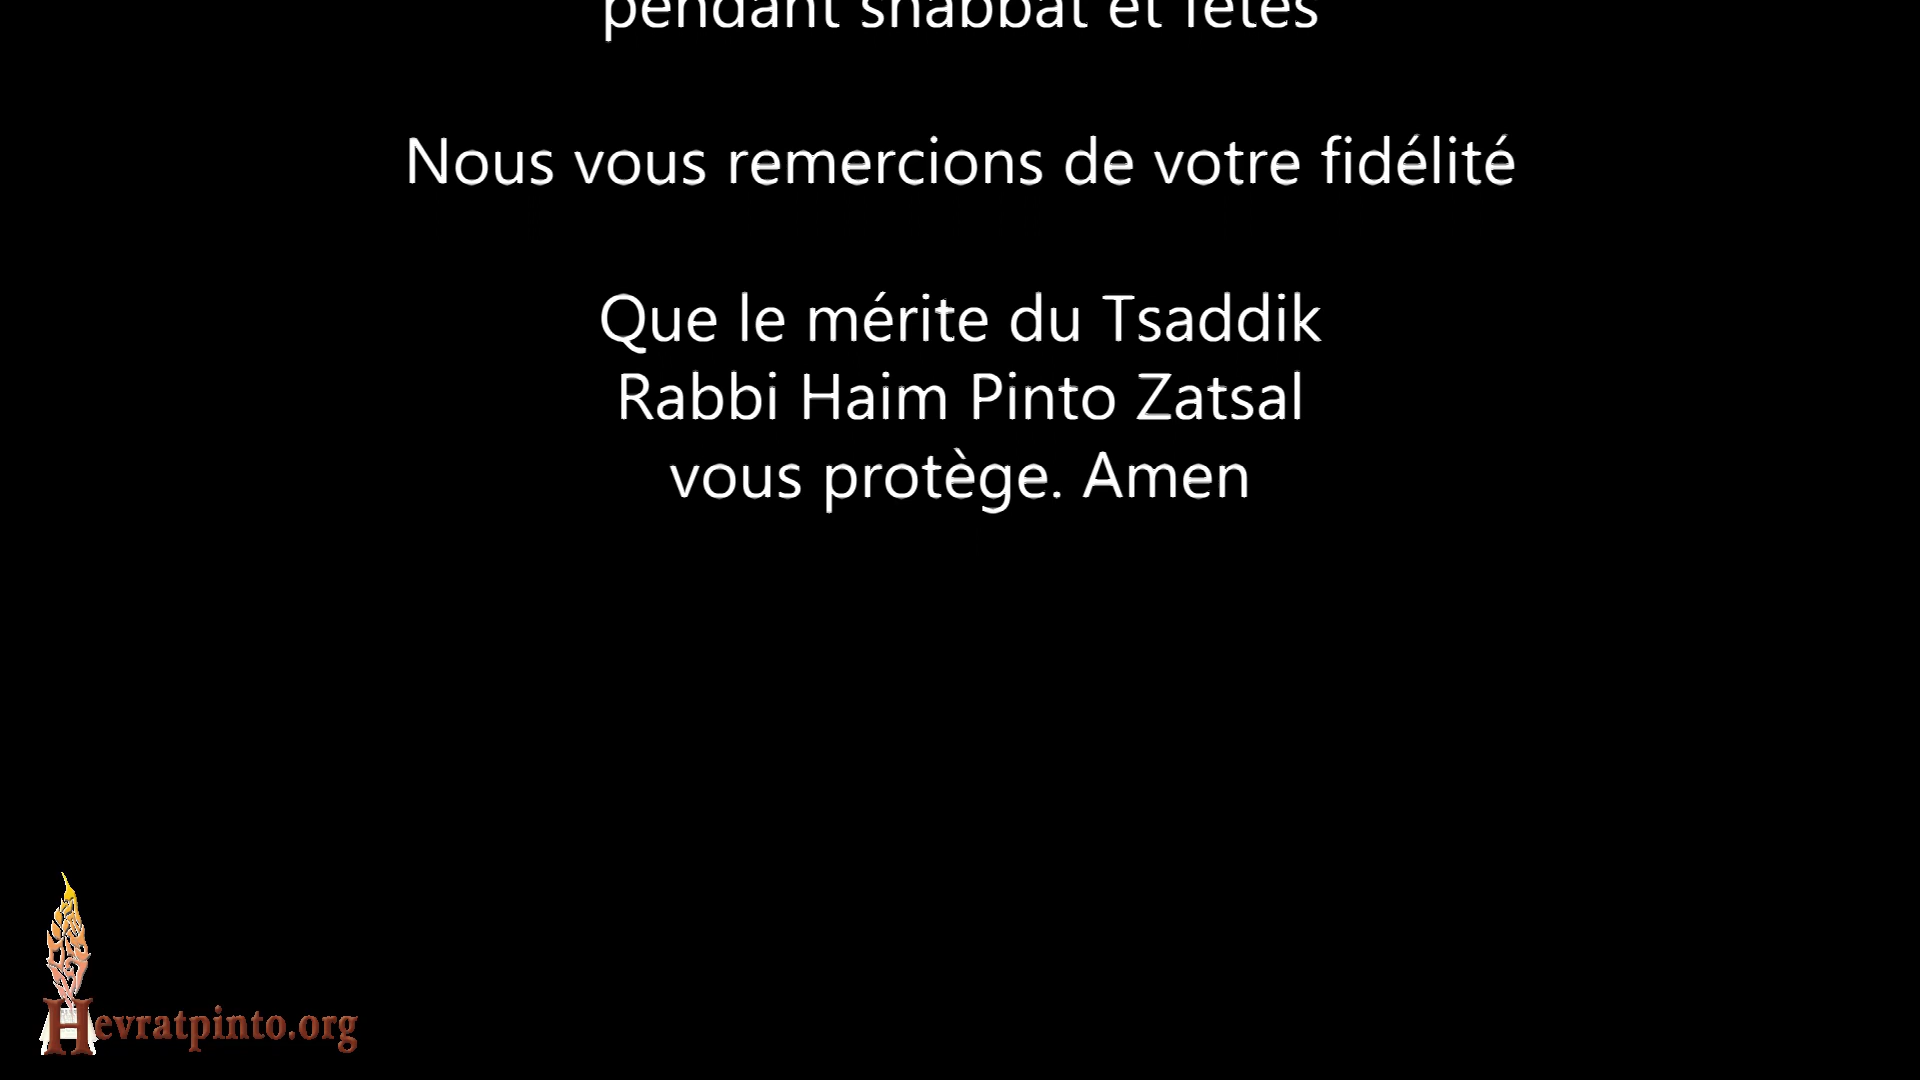 pendant shabbat et fêtes
Nous vous remercions de votre fidélité
Que le mérite du Tsaddik
Rabbi Haim Pinto Zatsal
vous protège. Amen
Hevratpinto.org